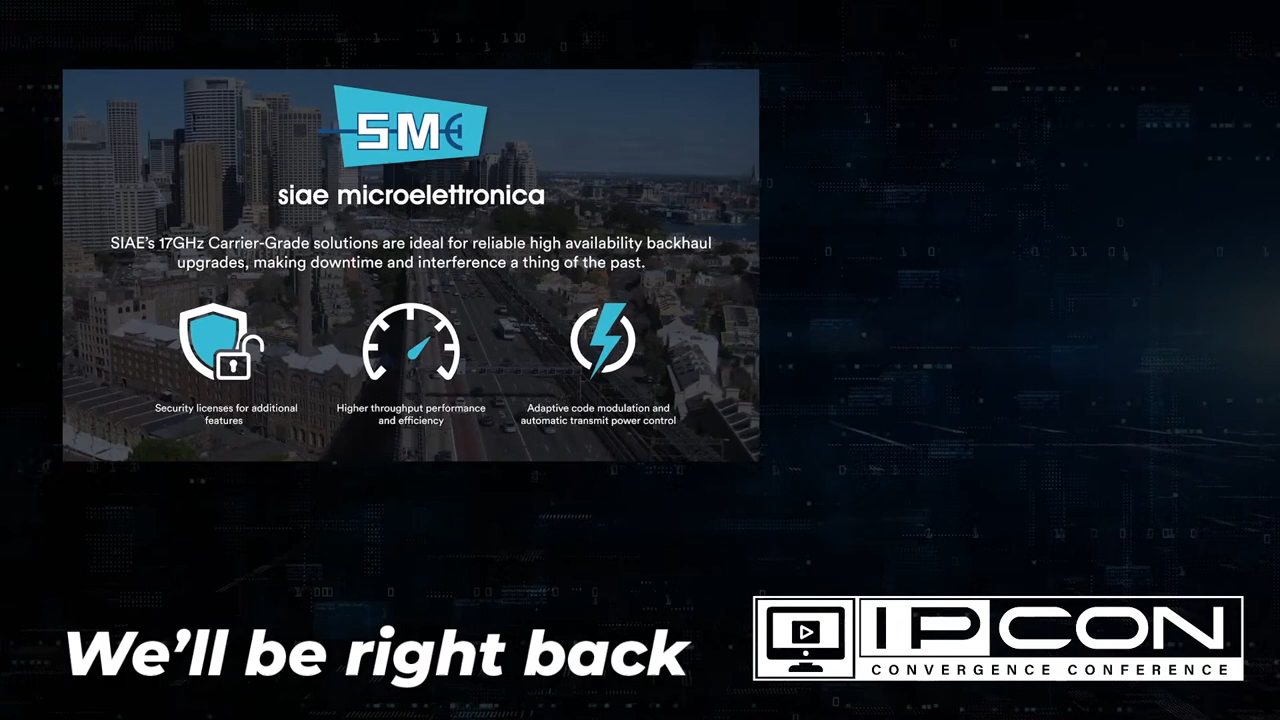 SM
siae microelettronica
SIAE's 17GHz Carrier-Grade solutions are ideal for reliable high availability backhaul
upgrades, making downtime and interference a thing of the past.
Security licenses for additional
features
Higher throughput performance
and efficiency
Adaptive code modulation and
automatic transmit power control
We'll be right back
IPCON
CONVERGENCE CONFERENCE